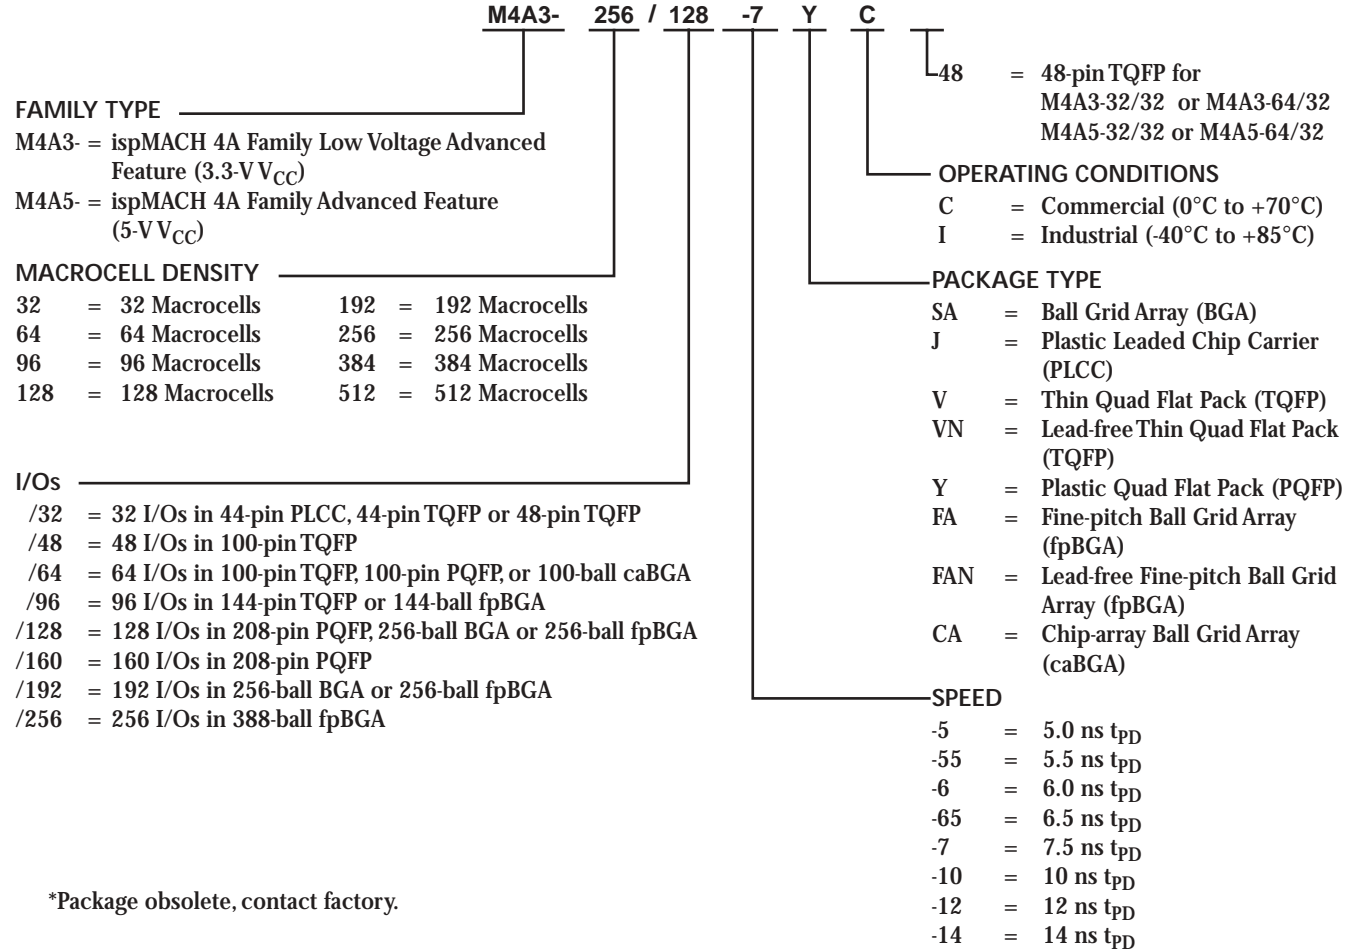 M4A3- 256 / 128 -7 Y C
48 = 48-pin TQFP for
M4A3-32/32 or M4A3-64/32
M4A5-32/32 or M4A5-64/32
FAMILY TYPE
M4A3- = ispMACH 4A Family Low Voltage Advanced
Feature (3.3-V VCC)
M4A5- = ispMACH 4A Family Advanced Feature
(5-V VCC)
MACROCELL DENSITY
32 = 32 Macrocells 192 = 192 Macrocells
64 = 64 Macrocells 256 = 256 Macrocells
96 = 96 Macrocells 384 = 384 Macrocells
128 = 128 Macrocells 512 = 512 Macrocells
I/Os
/32 = 32 I/Os in 44-pin PLCC, 44-pin TQFP or 48-pin TQFP
/48 = 48 I/Os in 100-pin TQFP
/64 = 64 I/Os in 100-pin TQFP, 100-pin PQFP, or 100-ball caBGA
/96 = 96 I/Os in 144-pin TQFP or 144-ball fpBGA
/128 = 128 I/Os in 208-pin PQFP, 256-ball BGA or 256-ball fpBGA
/160 = 160 I/Os in 208-pin PQFP
/192 = 192 I/Os in 256-ball BGA or 256-ball fpBGA
/256 = 256 I/Os in 388-ball fpBGA
OPERATING CONDITIONS
C = Commercial (0°C to +70°C)
I = Industrial (-40°C to +85°C)
PACKAGE TYPE
SA = Ball Grid Array (BGA)
J = Plastic Leaded Chip Carrier
(PLCC)
V = Thin Quad Flat Pack (TQFP)
VN = Lead-free Thin Quad Flat Pack
(TQFP)
Y = Plastic Quad Flat Pack (PQFP)
FA = Fine-pitch Ball Grid Array
(fpBGA)
FAN = Lead-free Fine-pitch Ball Grid
Array (fpBGA)
CA = Chip-array Ball Grid Array
(caBGA)
SPEED
-5 = 5.0 ns tPD
-55 = 5.5 ns tPD
-6 = 6.0 ns tPD
-65 = 6.5 ns tPD
-7 = 7.5 ns tPD
-10 = 10 ns tPD
-12 = 12 ns tPD
-14 = 14 ns tPD
*Package obsolete, contact factory.